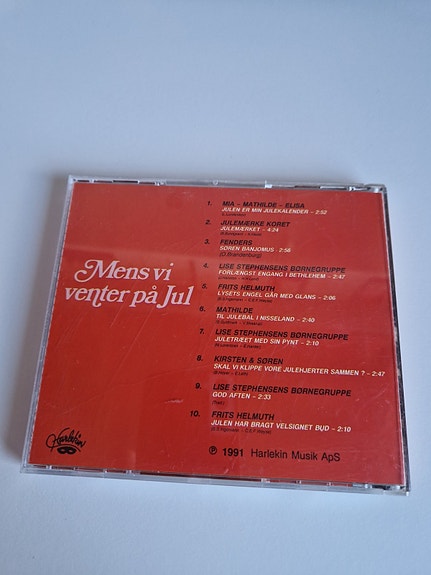 Mens vi
venter på Jul
1. MIA – MATHILDE – ELISA
JULEN ER MIN JULEKALENDER – 2:52
2. JULEMÆRKE KORET
JULEMÆRKET – 4:24
3. FENDERS
SØREN BANJOMUS – 2:56
(O.Brandenburg)
4. LISE STEPHENSENS BØRNEGRUPPE
FORLÆNGST ENGANG I BETHLEHEM – 2:47
5. FRITS HELMUTH
LYSETS ENGEL GÅR MED GLANS – 2:06
6. MATHILDE
TIL JULEBAL I NISSELAND – 2:40
7. LISE STEPHENSENS BØRNEGRUPPE
JULETRÆET MED SIN PYNT – 2:10
8. KIRSTEN & SØREN
SKAL VI KLIPPE VORE JULEHJERTER SAMMEN ? – 2:47
9. LISE STEPHENSENS BØRNEGRUPPE
GOD AFTEN – 2:33
(Trad.)
10. FRITS HELMUTH
JULEN HAR BRAGT VELSIGNET BUD – 2:10
Harlekin
Ⓟ 1991 Harlekin Musik ApS